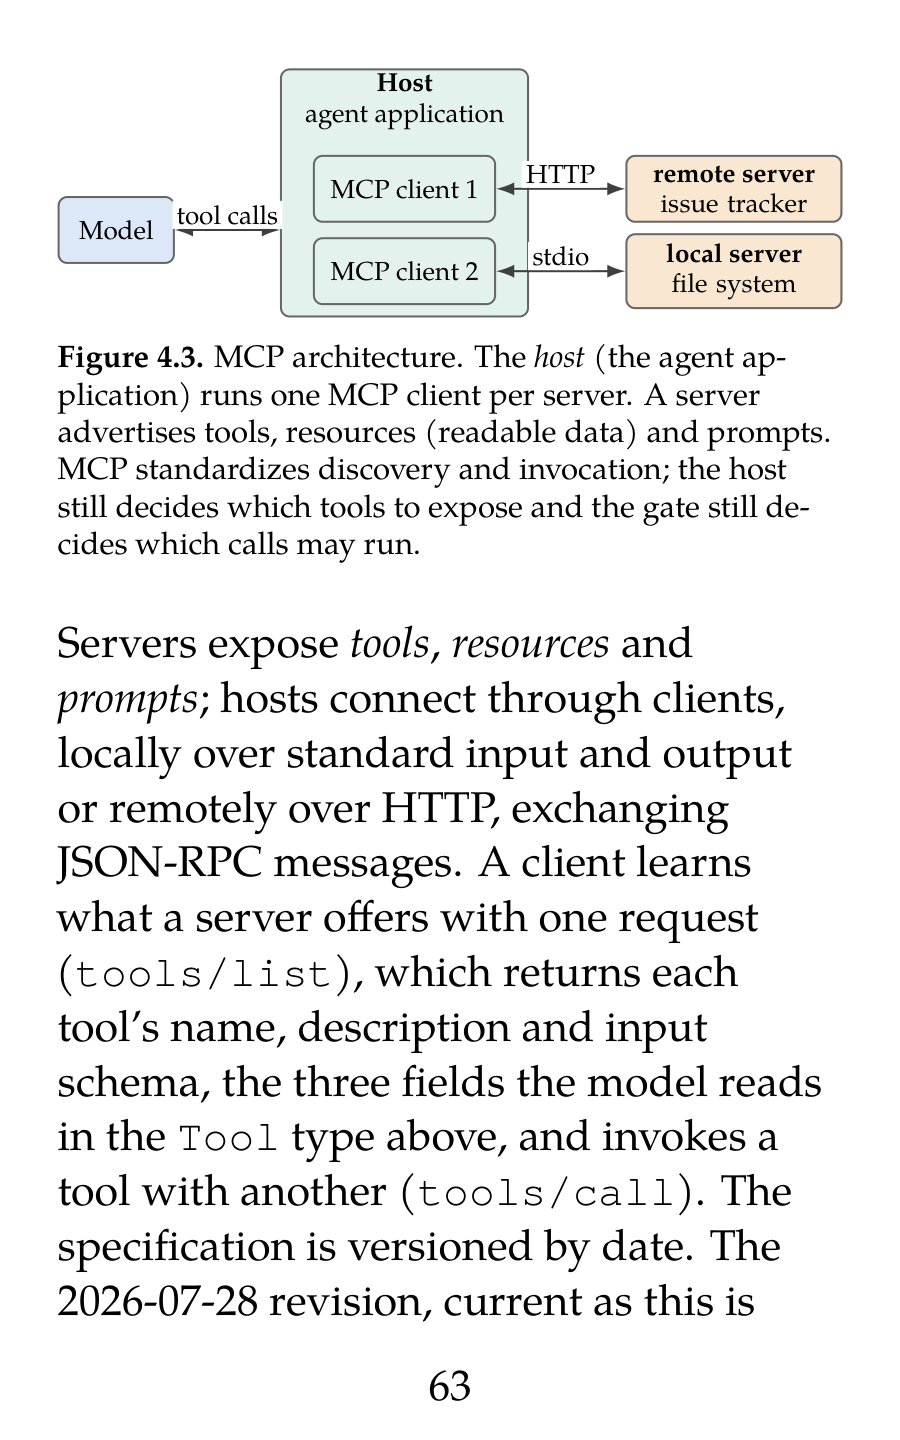 Host
agent application
MCP client 1
HTTP
remote server
issue tracker
Model
tool calls
MCP client 2
stdio
local server
file system
Figure 4.3. MCP architecture. The host (the agent ap-
plication) runs one MCP client per server. A server
advertises tools, resources (readable data) and prompts.
MCP standardizes discovery and invocation; the host
still decides which tools to expose and the gate still de-
cides which calls may run.
Servers expose tools, resources and
prompts; hosts connect through clients,
locally over standard input and output
or remotely over HTTP, exchanging
JSON-RPC messages. A client learns
what a server offers with one request
(tools/list), which returns each
tool's name, description and input
schema, the three fields the model reads
in the Tool type above, and invokes a
tool with another (tools/call). The
specification is versioned by date. The
2026-07-28 revision, current as this is
63